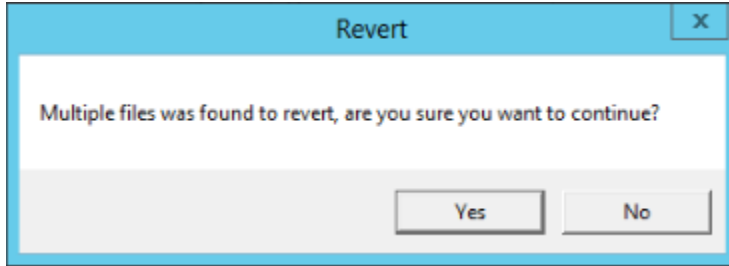 Revert
x
Multiple files was found to revert, are you sure you want to continue?
Yes No